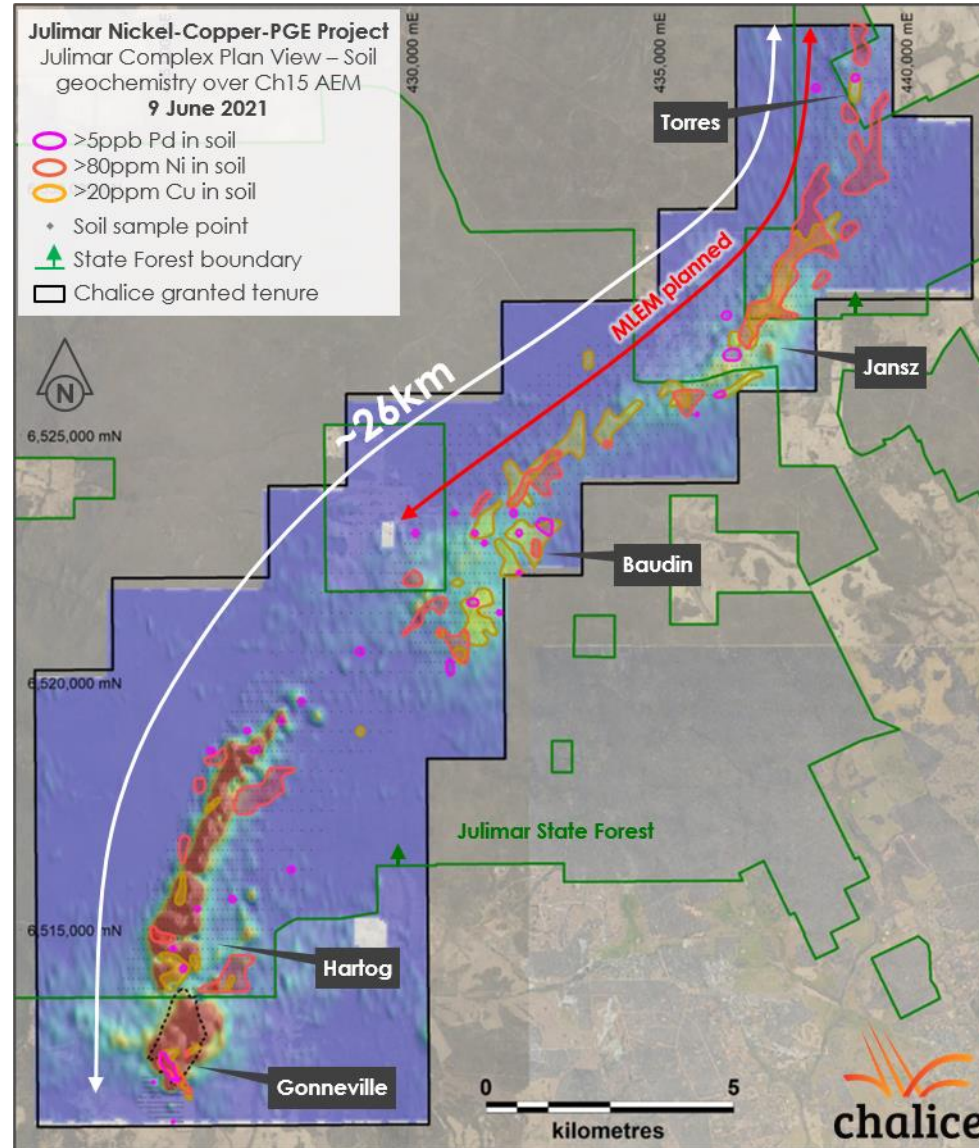 Julimar Nickel-Copper-PGE Project
Julimar Complex Plan View – Soil
geochemistry over Ch15 AEM
9 June 2021
>5ppb Pd in soil
>80ppm Ni in soil
>20ppm Cu in soil
Soil sample point
State Forest boundary
Chalice granted tenure
430,000 mE
435,000 mE
440,000 mE
Torres
MLEM planned
Jansz
N
~26km
6,525,000 mN
Baudin
6,520,000 mN
Julimar State Forest
6,515,000 mN
Hartog
Gonneville
0 5
kilometres
chalice